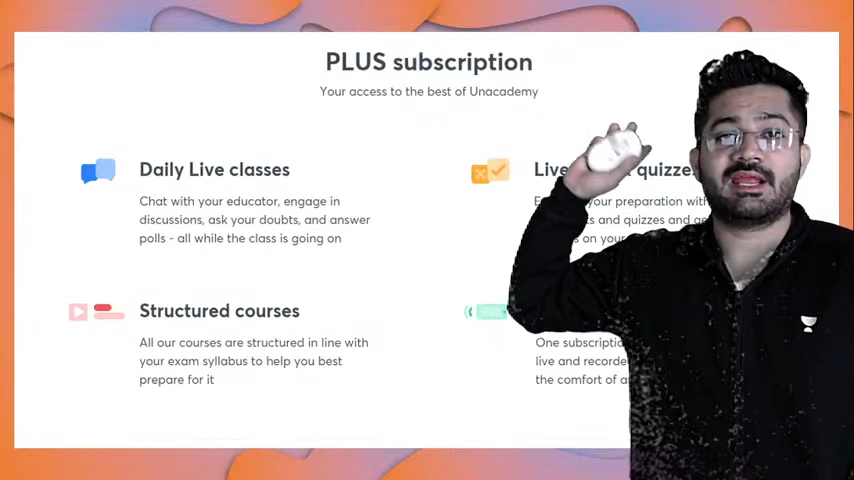 PLUS subscription
Your access to the best of Unacademy
Daily Live classes
Chat with your educator, engage in
discussions, ask your doubts, and answer
polls - all while the class is going on
Live quizzes
your preparation with
and quizzes and
on your
Structured courses
All our courses are structured in line with
your exam syllabus to help you best
prepare for it
One
live and
the comfort of